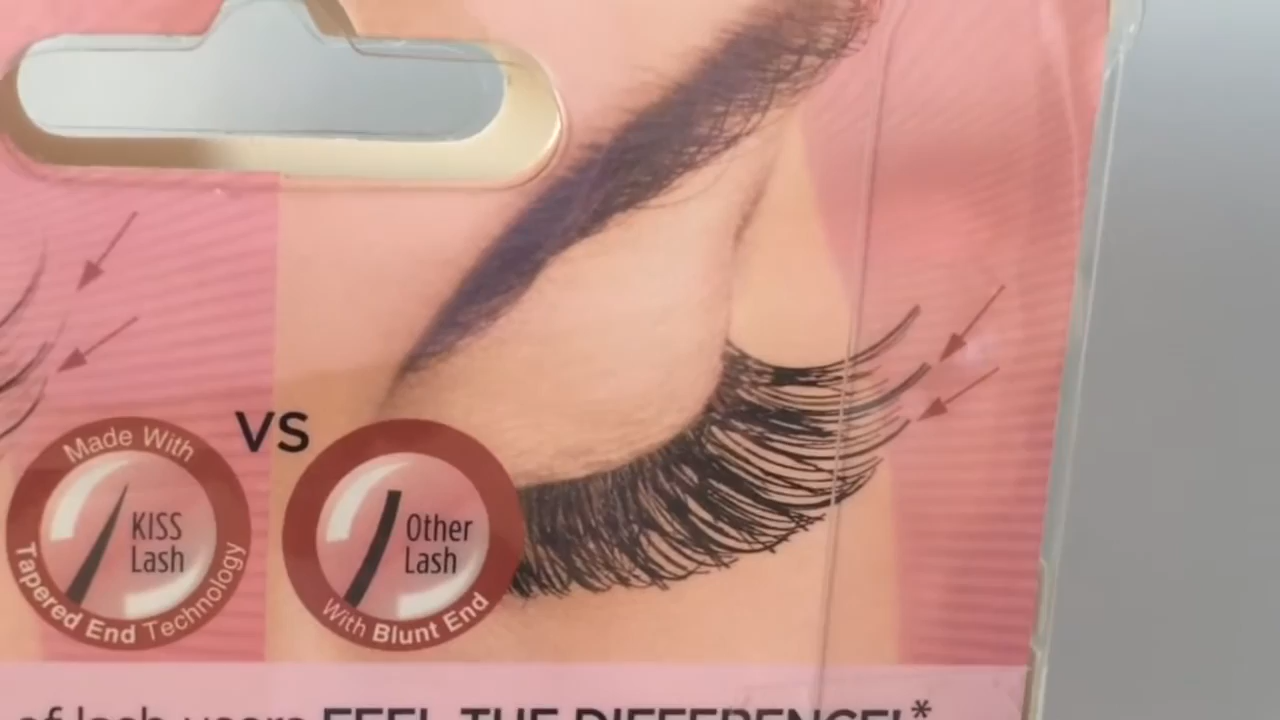 VS
Made With
KISS
Lash
Tapered End Technology
Other
Lash
With Blunt End
of lash users FEEL THE DIFFERENCE!*